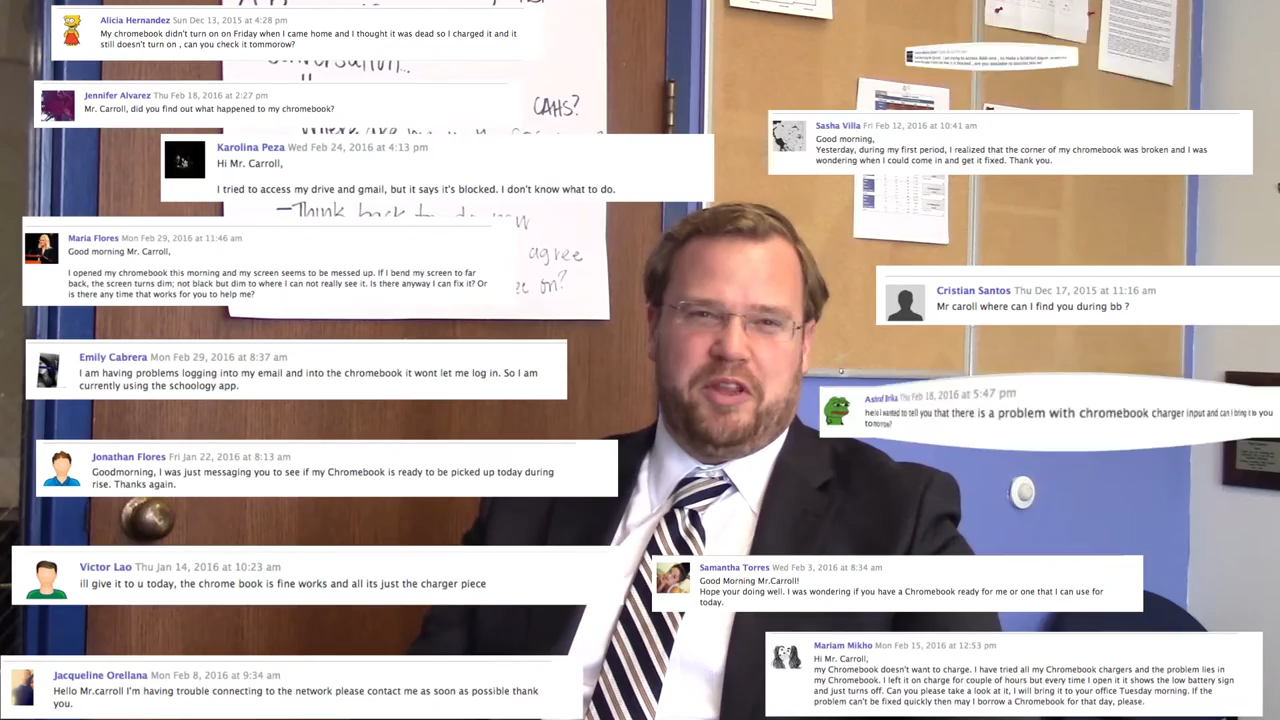 Alicia Hernandez Sun Dec 13, 2015 at 4:28 pm
My chromebook didn't turn on on Friday when I came home and I thought it was dead so I charged it and it
still doesn't turn on , can you check it tommorow?
conversation...
Jennifer Alvarez Thu Feb 18, 2016 at 2:27 pm
Mr. Carroll, did you find out what happened to my chromebook?
CAHS?
Karolina Peza Wed Feb 24, 2016 at 4:13 pm
Hi Mr. Carroll,
I tried to access my drive and gmail, but it says it's blocked. I don't know what to do.
—Think back to
agree
on?
Maria Flores Mon Feb 29, 2016 at 11:46 am
Good morning Mr. Carroll,
I opened my chromebook this morning and my screen seems to be messed up. If I bend my screen to far
back, the screen turns dim; not black but dim to where I can not really see it. Is there anyway I can fix it? Or
is there any time that works for you to help me?
Emily Cabrera Mon Feb 29, 2016 at 8:37 am
I am having problems logging into my email and into the chromebook it wont let me log in. So I am
currently using the schoology app.
Jonathan Flores Fri Jan 22, 2016 at 8:13 am
Goodmorning, I was just messaging you to see if my Chromebook is ready to be picked up today during
rise. Thanks again.
Victor Lao Thu Jan 14, 2016 at 10:23 am
ill give it to u today, the chrome book is fine works and all its just the charger piece
Jacqueline Orellana Mon Feb 8, 2016 at 9:34 am
Hello Mr.carroll I'm having trouble connecting to the network please contact me as soon as possible thank
you.
Sasha Villa Fri Feb 12, 2016 at 10:41 am
Good morning,
Yesterday, during my first period, I realized that the corner of my chromebook was broken and I was
wondering when I could come in and get it fixed. Thank you.
Cristian Santos Thu Dec 17, 2015 at 11:16 am
Mr caroll where can I find you during bb ?
Thu Feb 18, 2016 at 5:47 pm
hello i wanted to tell you that there is a problem with chromebook charger input and can i bring it to you
tomorrow?
Samantha Torres Wed Feb 3, 2016 at 8:34 am
Good Morning Mr.Carroll!
Hope your doing well. I was wondering if you have a Chromebook ready for me or one that I can use for
today.
Mariam Mikho Mon Feb 15, 2016 at 12:53 pm
Hi Mr. Carroll,
my Chromebook doesn't want to charge. I have tried all my Chromebook chargers and the problem lies in
my Chromebook. I left it on charge for couple of hours but every time I open it it shows the low battery sign
and just turns off. Can you please take a look at it, I will bring it to your office Tuesday morning. If the
problem can't be fixed quickly then may I borrow a Chromebook for that day, please.